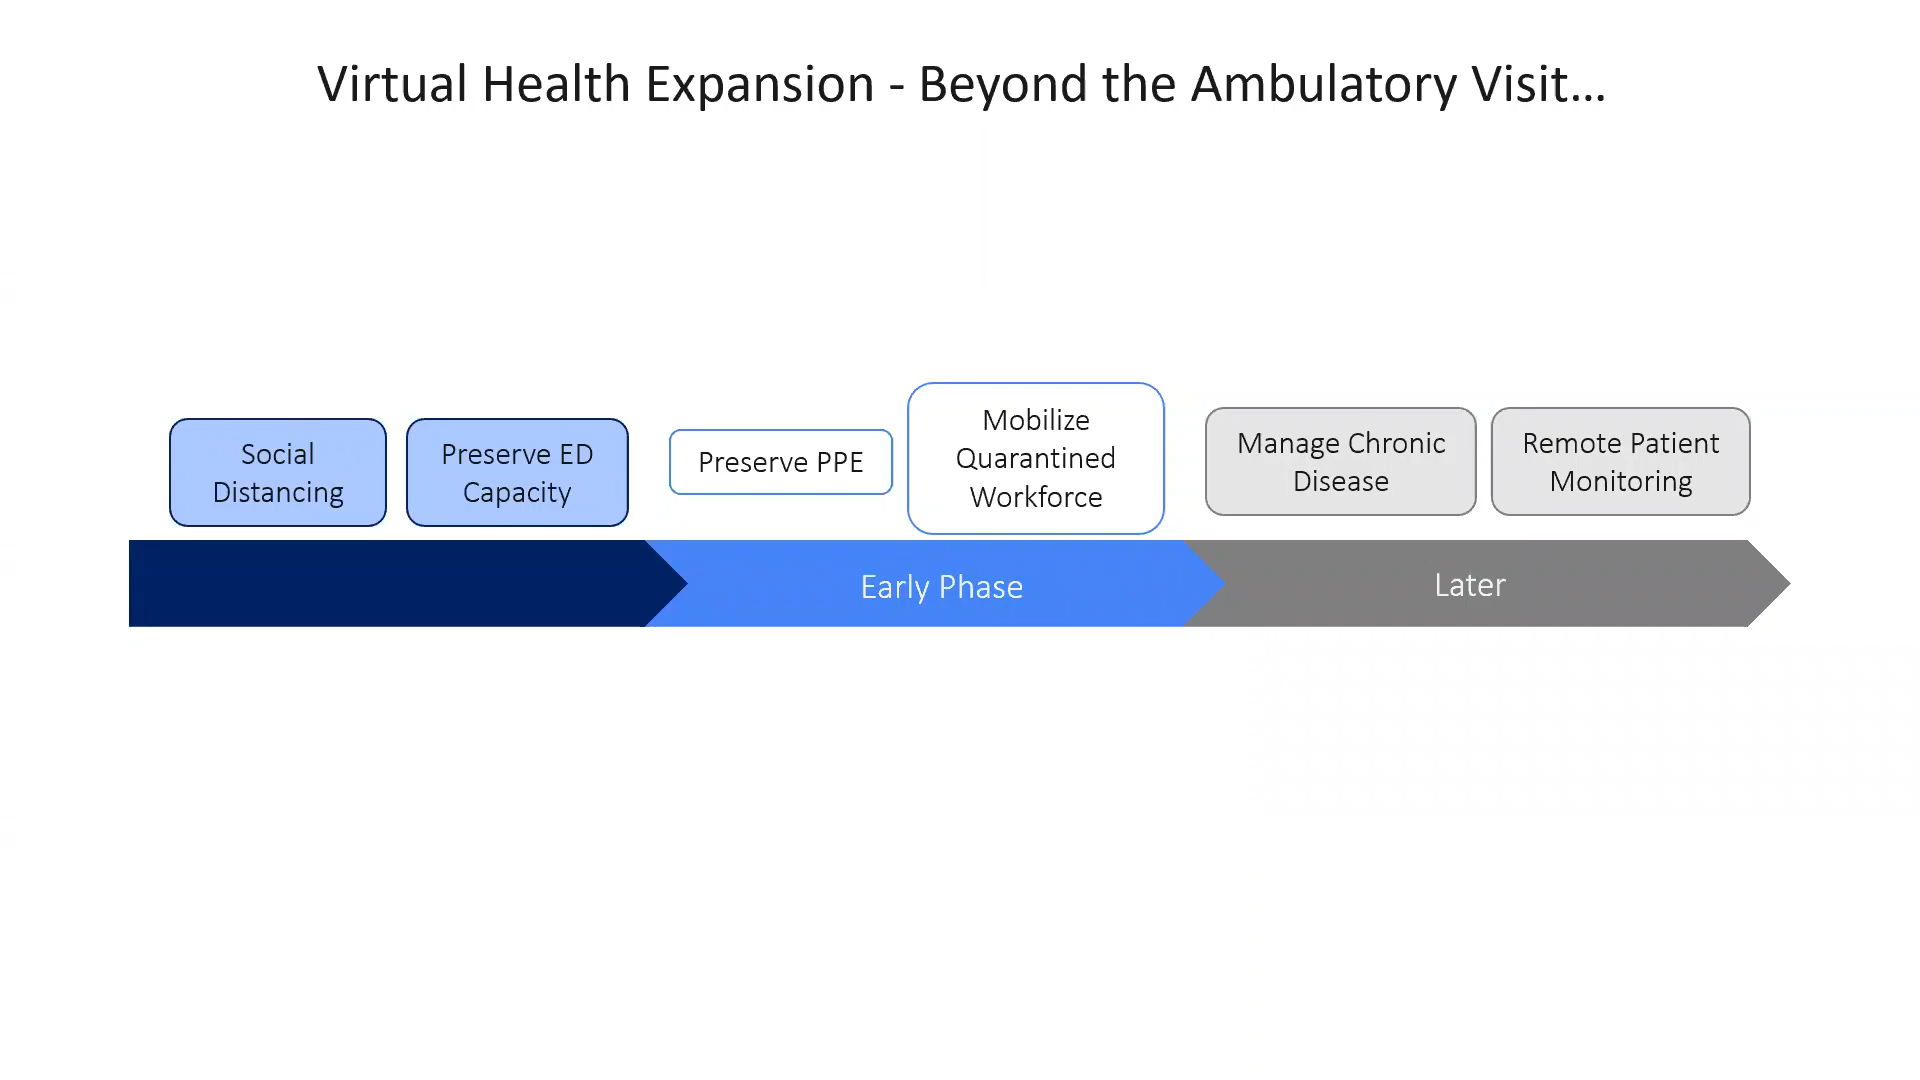 Virtual Health Expansion - Beyond the Ambulatory Visit...
Social
Distancing
Preserve ED
Capacity
Preserve PPE
Mobilize
Quarantined
Workforce
Manage Chronic
Disease
Remote Patient
Monitoring
Early Phase
Later